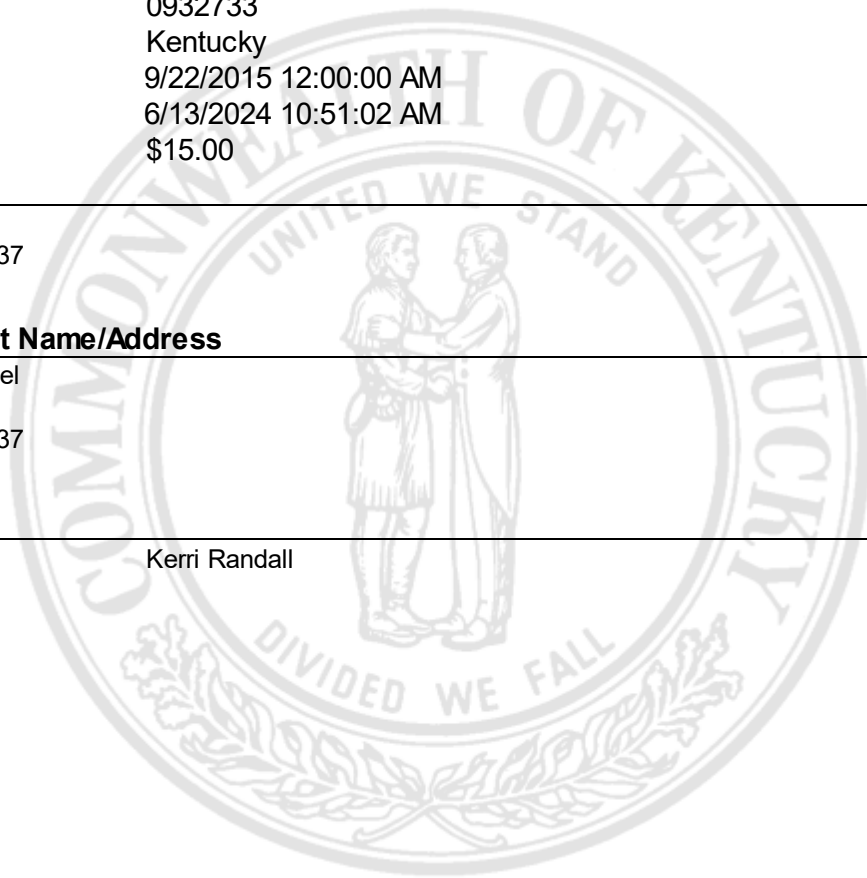 0932733
Kentucky
9/22/2015 12:00:00 AM
6/13/2024 10:51:02 AM
$15.00
37
t Name/Address
el
37
Kerri Randall
COMMONWEALTH OF KENTUCKY
UNITED WE STAND
DIVIDED WE FALL